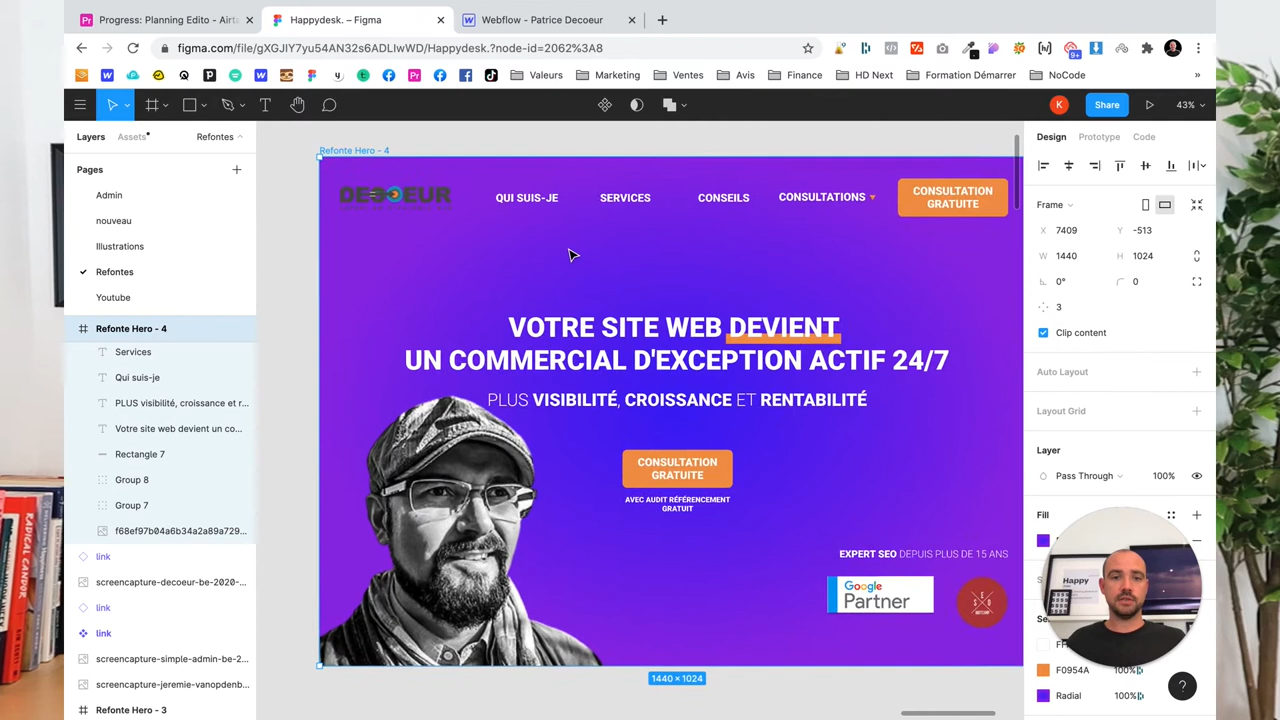 Progress: Planning Edito - Airta
Happydesk. – Figma
Webflow - Patrice Decoeur
figma.com/file/gXGJIY7yu54AN32s6ADLIwWD/Happydesk.?node-id=2062%3A8
9+
Valeurs
Marketing
Ventes
Avis
Finance
HD Next
Formation Démarrer
NoCode
»
K
Share
43%
Layers
Assets
Refontes
Pages
Admin
nouveau
Illustrations
Refontes
Youtube
Refonte Hero - 4
Services
Qui suis-je
PLUS visibilité, croissance et r...
Votre site web devient un co...
Rectangle 7
Group 8
Group 7
f68ef97b04a6b34a2a89a729...
link
screencapture-decoeur-be-2020-...
link
link
screencapture-simple-admin-be-2...
screencapture-jeremie-vanopdenb...
Refonte Hero - 3
Refonte Hero - 4
DECOEUR
QUI SUIS-JE
SERVICES
CONSEILS
CONSULTATIONS
CONSULTATION
GRATUITE
VOTRE SITE WEB DEVIENT
UN COMMERCIAL D'EXCEPTION ACTIF 24/7
PLUS VISIBILITÉ, CROISSANCE ET RENTABILITÉ
CONSULTATION
GRATUITE
AVEC AUDIT RÉFÉRENCEMENT
GRATUIT
EXPERT SEO DEPUIS PLUS DE 15 ANS
Google
Partner
S E O
1440 × 1024
Design
Prototype
Code
Frame
X 7409
Y -513
W 1440
H 1024
0°
0
3
Clip content
Auto Layout
Layout Grid
Layer
Pass Through
100%
Fill
Happy
F0954A
100%
Radial
100%
?
RADICAL CANDOR